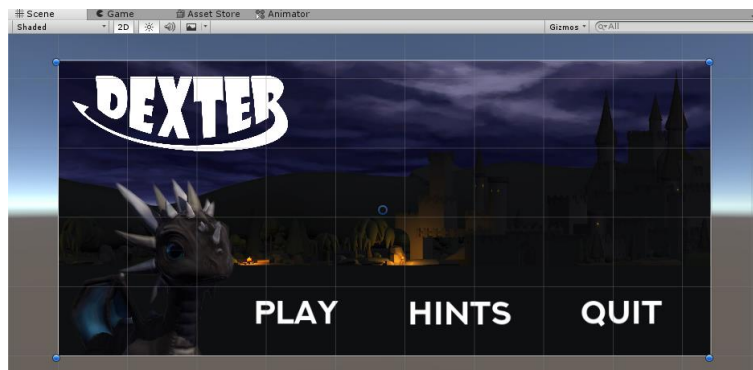 Scene Game Asset Store Animator
Shaded 2D Gizmos All
DEXTER
PLAY HINTS QUIT